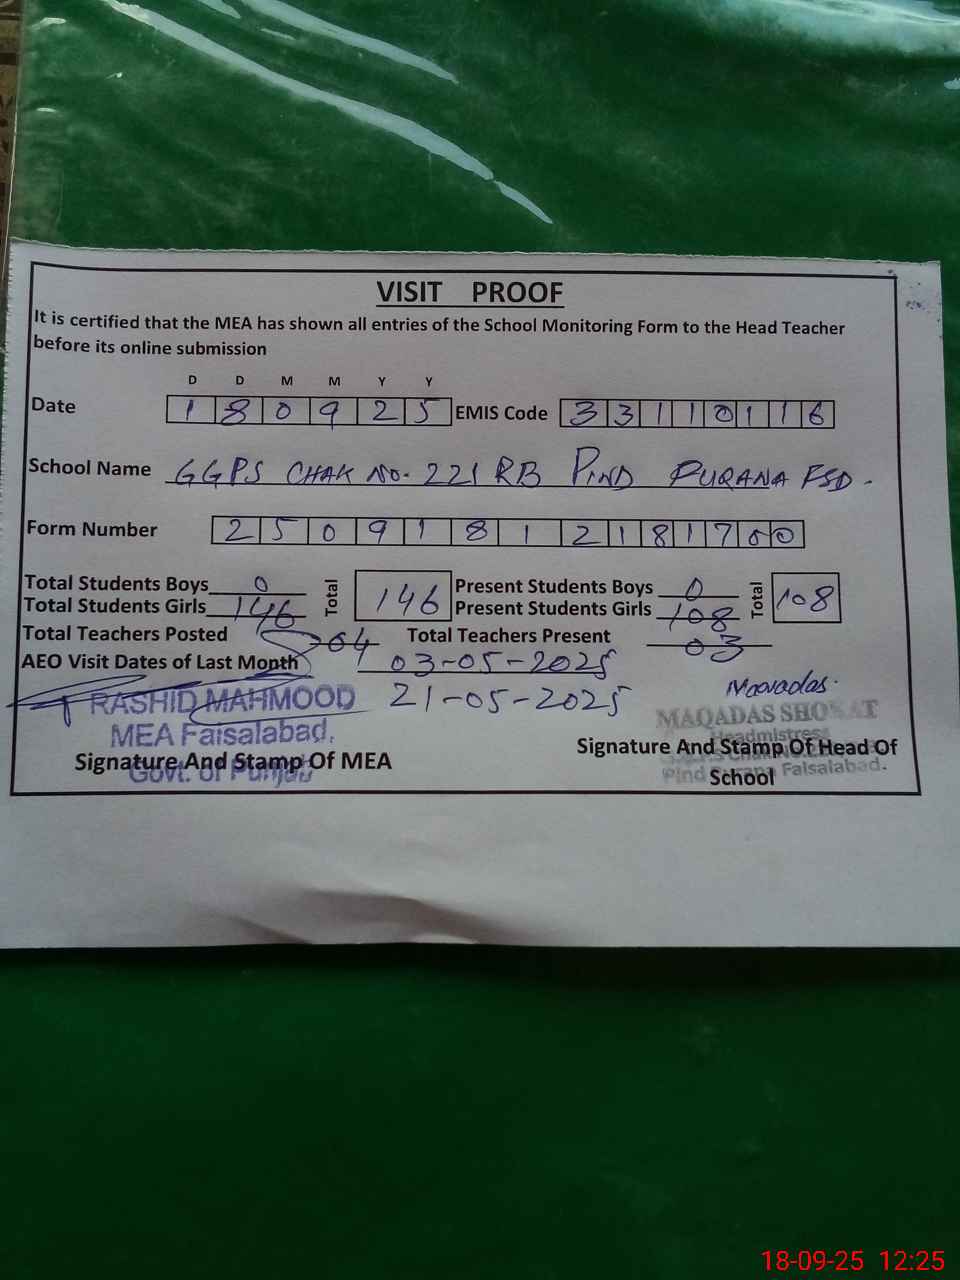 VISIT PROOF
It is certified that the MEA has shown all entries of the School Monitoring Form to the Head Teacher
before its online submission
D D M M Y Y
Date 1 8 0 9 2 5 EMIS Code 3 3 1 1 0 1 1 6
School Name GGPS CHAK NO. 221 RB PIND PURANA FSD.
Form Number 2 5 0 9 1 8 1 2 1 8 1 7 0 0
Total Students Boys 0 Total 146 Present Students Boys 0 Total 108
Total Students Girls 146 Present Students Girls 108
Total Teachers Posted 04 Total Teachers Present 03
AEO Visit Dates of Last Month 03-05-2025
21-05-2025
RASHID MAHMOOD
MEA Faisalabad.
Govt. of Punjab
Signature And Stamp Of MEA
MAQADAS SHOKAT
Headmistress
Pind Purana Faisalabad.
Signature And Stamp Of Head Of
School
18-09-25 12:25